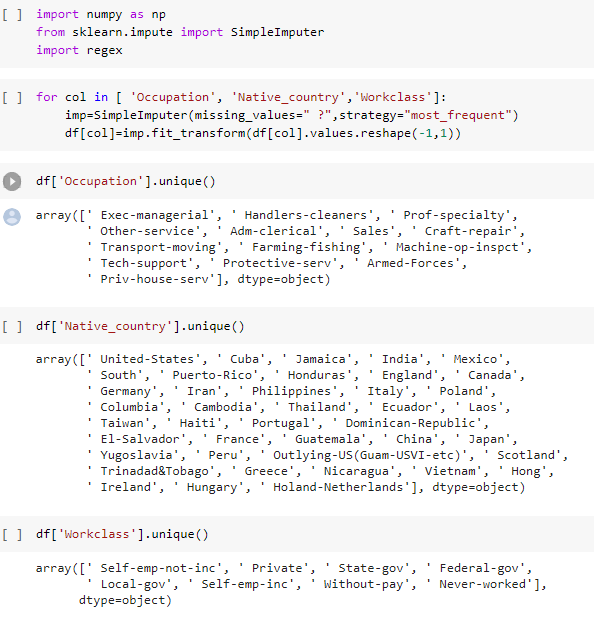 [ ] import numpy as np
from sklearn.impute import SimpleImputer
import regex
[ ] for col in [ 'Occupation', 'Native_country','Workclass']:
imp=SimpleImputer(missing_values=" ?",strategy="most_frequent")
df[col]=imp.fit_transform(df[col].values.reshape(-1,1))
df['Occupation'].unique()
array([' Exec-managerial', ' Handlers-cleaners', ' Prof-specialty',
' Other-service', ' Adm-clerical', ' Sales', ' Craft-repair',
' Transport-moving', ' Farming-fishing', ' Machine-op-inspct',
' Tech-support', ' Protective-serv', ' Armed-Forces',
' Priv-house-serv'], dtype=object)
[ ] df['Native_country'].unique()
array([' United-States', ' Cuba', ' Jamaica', ' India', ' Mexico',
' South', ' Puerto-Rico', ' Honduras', ' England', ' Canada',
' Germany', ' Iran', ' Philippines', ' Italy', ' Poland',
' Columbia', ' Cambodia', ' Thailand', ' Ecuador', ' Laos',
' Taiwan', ' Haiti', ' Portugal', ' Dominican-Republic',
' El-Salvador', ' France', ' Guatemala', ' China', ' Japan',
' Yugoslavia', ' Peru', ' Outlying-US(Guam-USVI-etc)', ' Scotland',
' Trinadad&Tobago', ' Greece', ' Nicaragua', ' Vietnam', ' Hong',
' Ireland', ' Hungary', ' Holand-Netherlands'], dtype=object)
[ ] df['Workclass'].unique()
array([' Self-emp-not-inc', ' Private', ' State-gov', ' Federal-gov',
' Local-gov', ' Self-emp-inc', ' Without-pay', ' Never-worked'],
dtype=object)